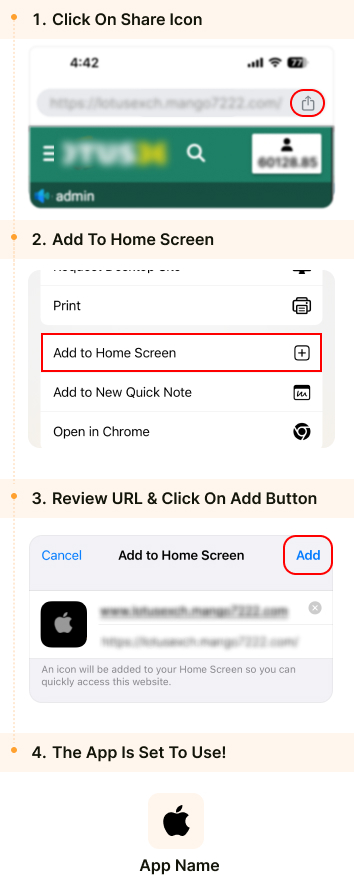 1. Click On Share Icon
4:42
77
https://lotusexch.mango7222.com/
60128.85
admin
2. Add To Home Screen
Request Desktop Site
Print
Add to Home Screen
Add to New Quick Note
Open in Chrome
3. Review URL & Click On Add Button
Cancel Add to Home Screen Add
www.lotusexch.mango7222.com
https://lotusexch.mango7222.com/
An icon will be added to your Home Screen so you can
quickly access this website.
4. The App Is Set To Use!
App Name